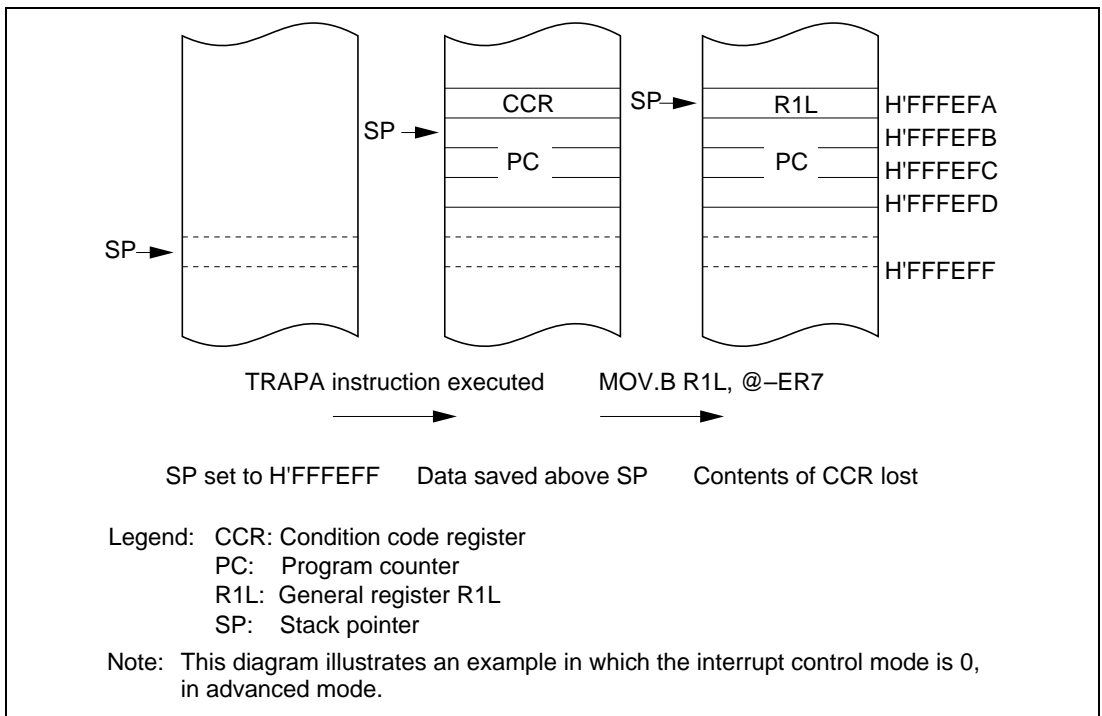 CCR
SP
R1L
H'FFFEFA
SP
H'FFFEFB
PC
PC
H'FFFEFC
H'FFFEFD
SP
H'FFFEFF
TRAPA instruction executed
MOV.B R1L, @–ER7
SP set to H'FFFEFF
Data saved above SP
Contents of CCR lost
Legend: CCR: Condition code register
PC: Program counter
R1L: General register R1L
SP: Stack pointer
Note: This diagram illustrates an example in which the interrupt control mode is 0,
in advanced mode.